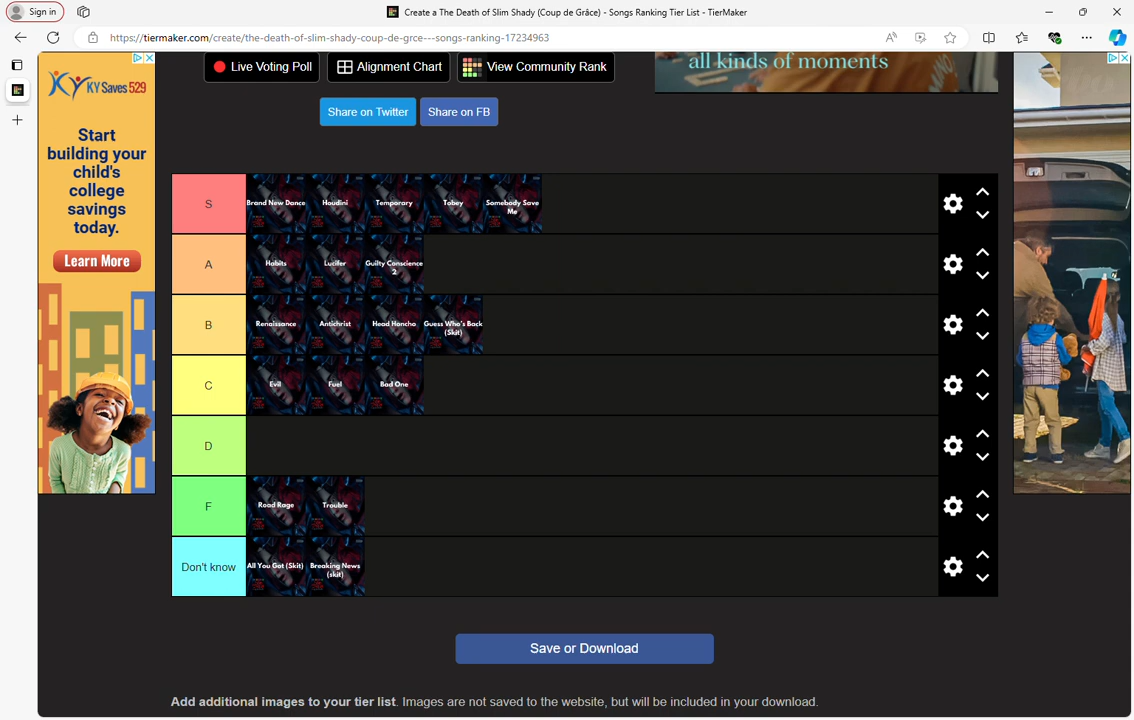 Sign in
Create a The Death of Slim Shady (Coup de Grâce) - Songs Ranking Tier List - TierMaker
https://tiermaker.com/create/the-death-of-slim-shady-coup-de-grce---songs-ranking-17234963
Live Voting Poll
Alignment Chart
View Community Rank
all kinds of moments
Share on Twitter
Share on FB
KY Saves 529
Start
building your
child's
college
savings
today.
Learn More
S
Brand New Dance
Houdini
Temporary
Tobey
Somebody Save
Me
A
Habits
Lucifer
Guilty Conscience
2
B
Renaissance
Antichrist
Head Honcho
Guess Who's Back
(Skit)
C
Evil
Fuel
Bad One
D
F
Road Rage
Trouble
Don't know
All You Got (Skit)
Breaking News
(skit)
Save or Download
Add additional images to your tier list. Images are not saved to the website, but will be included in your download.